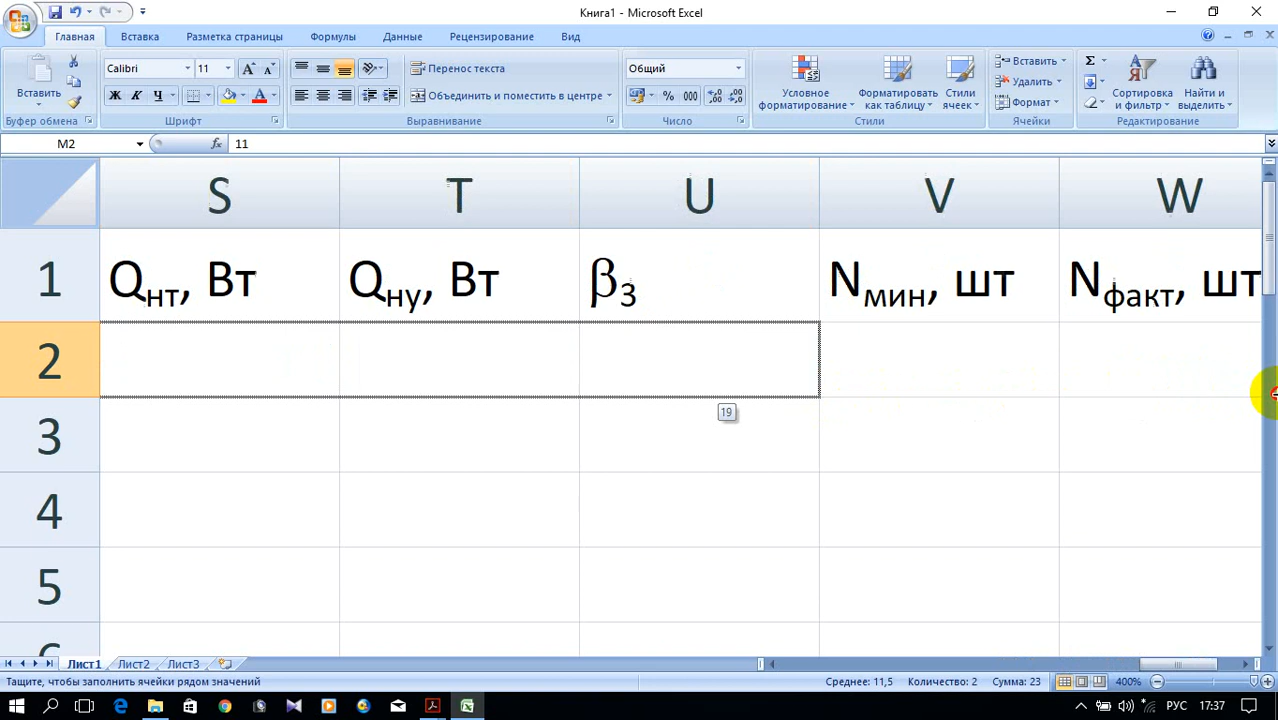 Книга1 - Microsoft Excel
Главная Вставка Разметка страницы Формулы Данные Рецензирование Вид
Вставить
Calibri 11
Ж К Ч
Перенос текста
Объединить и поместить в центре
Общий
% 000
Условное форматирование
Форматировать как таблицу
Стили ячеек
Вставить
Удалить
Формат
Σ
Сортировка и фильтр
Найти и выделить
Буфер обмена Шрифт Выравнивание Число Стили Ячейки Редактирование
M2 fx 11
S T U V W
1 Qнт, Вт Qну, Вт β3 Nмин, шт Nфакт, шт
2
19
3
4
5
6
Лист1 Лист2 Лист3
Тащите, чтобы заполнить ячейки рядом значений Среднее: 11,5 Количество: 2 Сумма: 23 400%
РУС 17:37